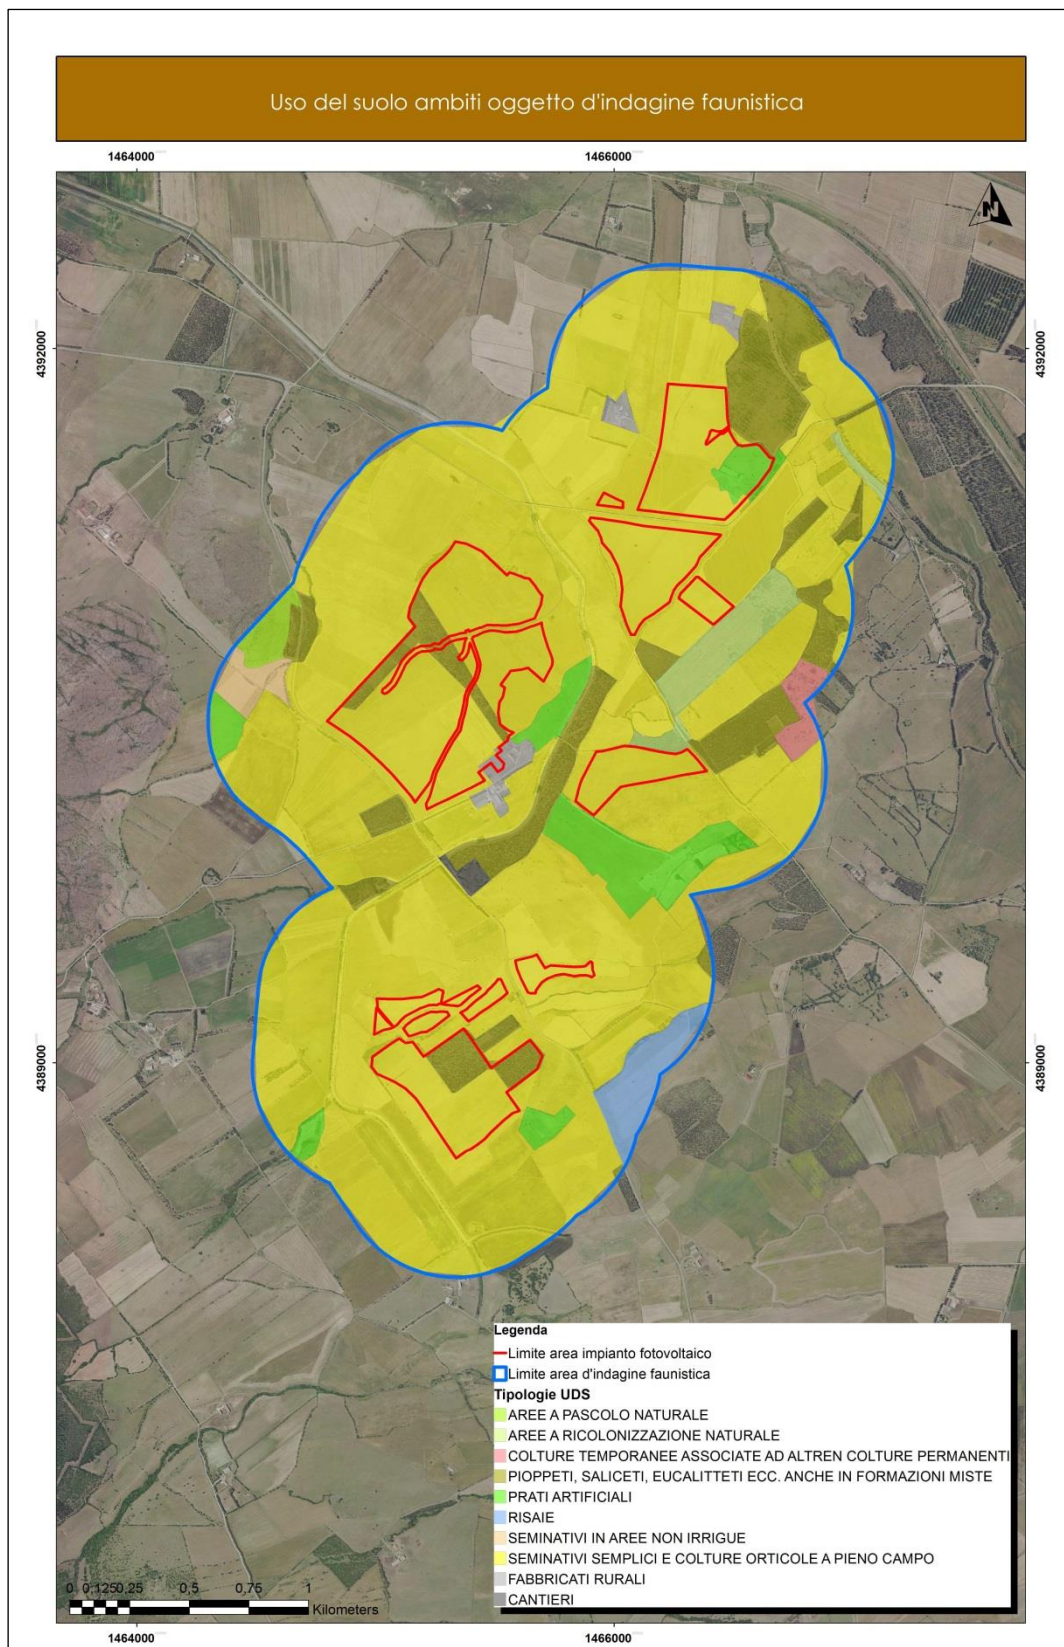 Uso del suolo ambiti oggetto d'indagine faunistica
1464000 1466000
N
4392000 4392000
4389000 4389000
Legenda
Limite area impianto fotovoltaico
Limite area d'indagine faunistica
Tipologie UDS
AREE A PASCOLO NATURALE
AREE A RICOLONIZZAZIONE NATURALE
COLTURE TEMPORANEE ASSOCIATE AD ALTREN COLTURE PERMANENTI
PIOPPETI, SALICETI, EUCALITTETI ECC. ANCHE IN FORMAZIONI MISTE
PRATI ARTIFICIALI
RISAIE
SEMINATIVI IN AREE NON IRRIGUE
SEMINATIVI SEMPLICI E COLTURE ORTICOLE A PIENO CAMPO
FABBRICATI RURALI
CANTIERI
0 0,125 0,25 0,5 0,75 1
Kilometers
1464000 1466000